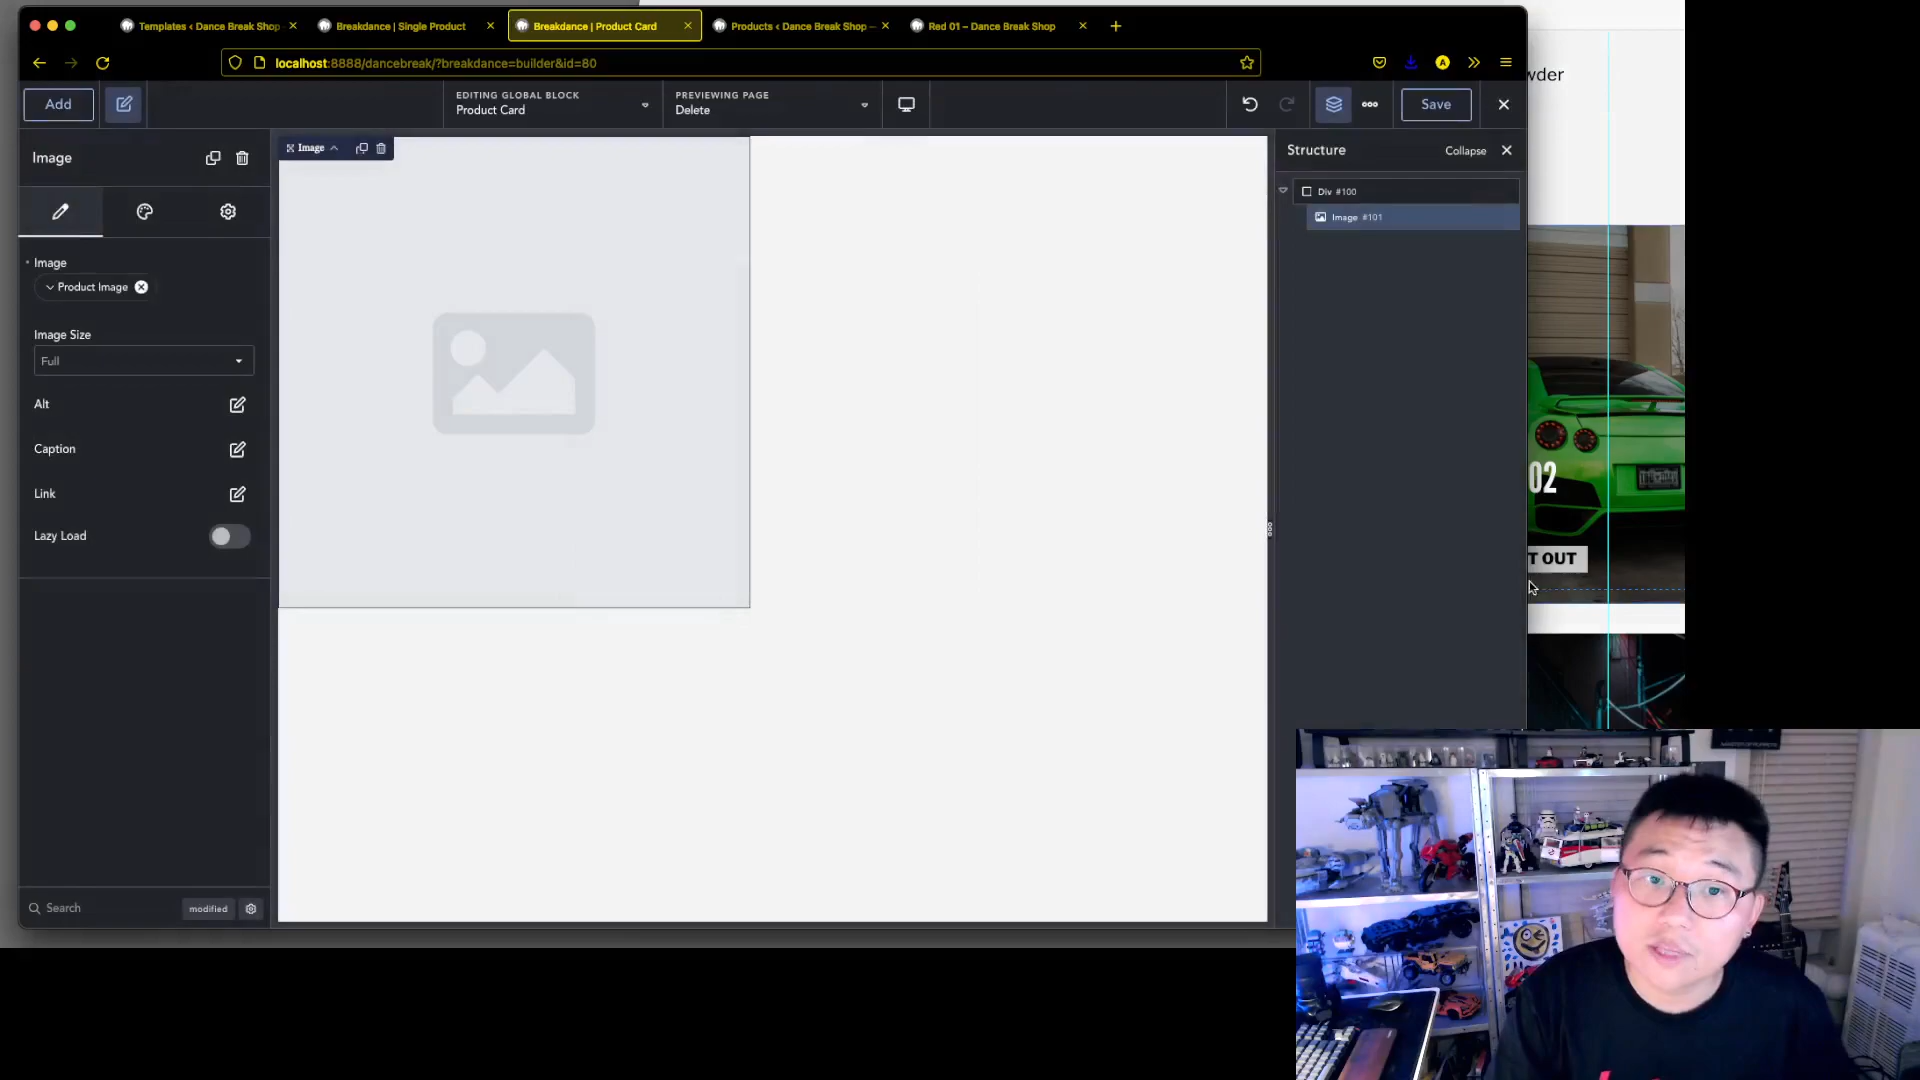 Templates ‹ Dance Break Shop
Breakdance | Single Product
Breakdance | Product Card
Products ‹ Dance Break Shop —
Red 01 – Dance Break Shop
localhost:8888/dancebreak/?breakdance=builder&id=80
A
Add
EDITING GLOBAL BLOCK
Product Card
PREVIEWING PAGE
Delete
Save
Image
Image
Structure
Collapse
Div #100
Image #101
Image
Product Image
Image Size
Full
Alt
Caption
Link
Lazy Load
Search
modified
wder
02
T OUT